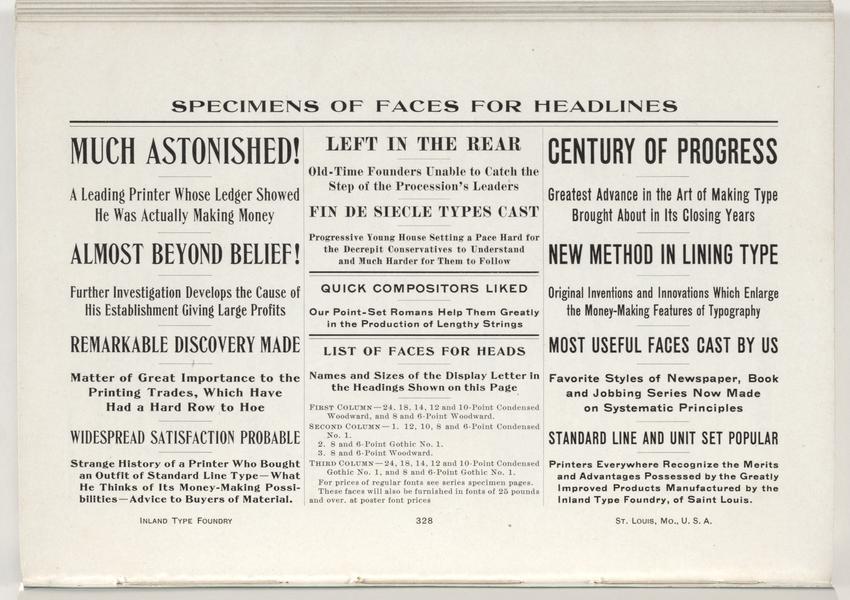 SPECIMENS OF FACES FOR HEADLINES
MUCH ASTONISHED!
A Leading Printer Whose Ledger Showed
He Was Actually Making Money
ALMOST BEYOND BELIEF!
Further Investigation Develops the Cause of
His Establishment Giving Large Profits
REMARKABLE DISCOVERY MADE
Matter of Great Importance to the
Printing Trades, Which Have
Had a Hard Row to Hoe
WIDESPREAD SATISFACTION PROBABLE
Strange History of a Printer Who Bought
an Outfit of Standard Line Type—What
He Thinks of Its Money-Making Possi-
bilities—Advice to Buyers of Material.
LEFT IN THE REAR
Old-Time Founders Unable to Catch the
Step of the Procession's Leaders
FIN DE SIECLE TYPES CAST
Progressive Young House Setting a Pace Hard for
the Decrepit Conservatives to Understand
and Much Harder for Them to Follow
QUICK COMPOSITORS LIKED
Our Point-Set Romans Help Them Greatly
in the Production of Lengthy Strings
LIST OF FACES FOR HEADS
Names and Sizes of the Display Letter in
the Headings Shown on this Page
FIRST COLUMN—24, 18, 14, 12 and 10-Point Condensed
Woodward, and 8 and 6-Point Woodward.
SECOND COLUMN—1. 12, 10, 8 and 6-Point Condensed
No. 1.
2. 8 and 6-Point Gothic No. 1.
3. 8 and 6-Point Woodward.
THIRD COLUMN—24, 18, 14, 12 and 10-Point Condensed
Gothic No. 1, and 8 and 6-Point Gothic No. 1.
For prices of regular fonts see series specimen pages.
These faces will also be furnished in fonts of 25 pounds
and over, at poster font prices
CENTURY OF PROGRESS
Greatest Advance in the Art of Making Type
Brought About in Its Closing Years
NEW METHOD IN LINING TYPE
Original Inventions and Innovations Which Enlarge
the Money-Making Features of Typography
MOST USEFUL FACES CAST BY US
Favorite Styles of Newspaper, Book
and Jobbing Series Now Made
on Systematic Principles
STANDARD LINE AND UNIT SET POPULAR
Printers Everywhere Recognize the Merits
and Advantages Possessed by the Greatly
Improved Products Manufactured by the
Inland Type Foundry, of Saint Louis.
INLAND TYPE FOUNDRY
328
ST. LOUIS, MO., U. S. A.